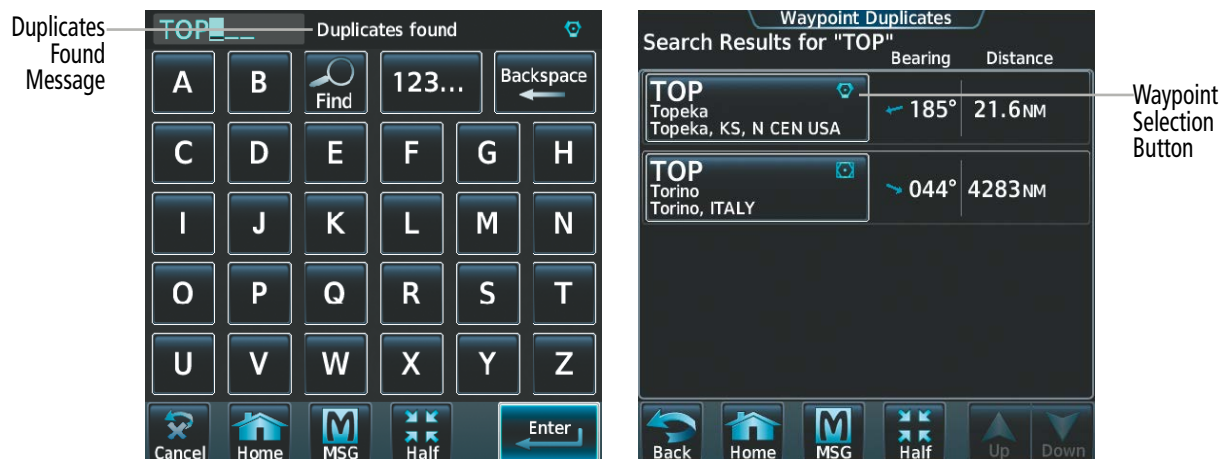 Duplicates
Found
Message
TOP___
Duplicates found
A B Find 123... Backspace
C D E F G H
I J K L M N
O P Q R S T
U V W X Y Z
Cancel Home MSG Half Enter
Waypoint Duplicates
Search Results for "TOP"
Bearing Distance
TOP
Topeka
Topeka, KS, N CEN USA
185° 21.6NM
TOP
Torino
Torino, ITALY
044° 4283NM
Back Home MSG Half Up Down
Waypoint
Selection
Button